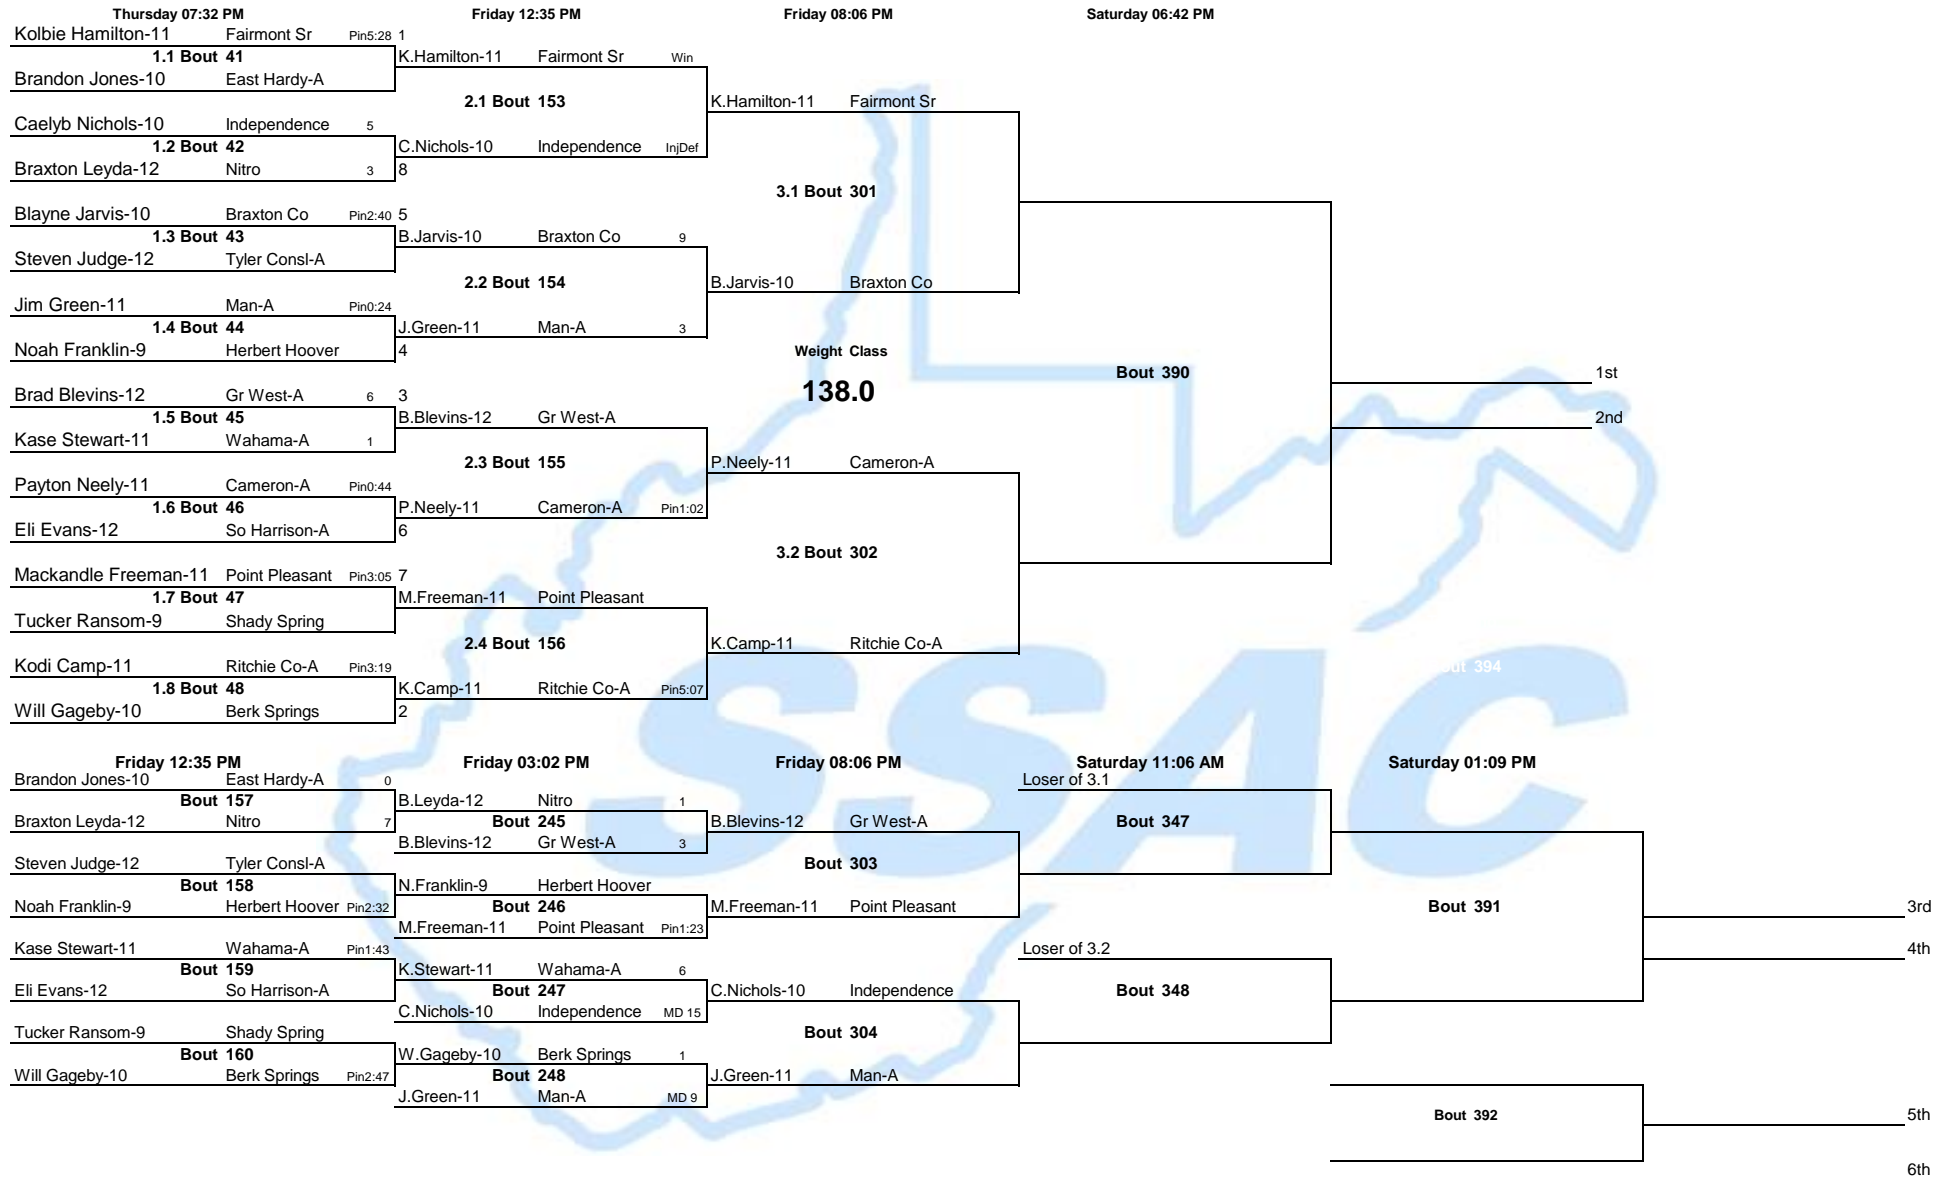 Thursday 07:32 PM Friday 12:35 PM Friday 08:06 PM Saturday 06:42 PM
Kolbie Hamilton-11 Fairmont Sr Pin5:28 1
1.1 Bout 41 K.Hamilton-11 Fairmont Sr Win
Brandon Jones-10 East Hardy-A
2.1 Bout 153 K.Hamilton-11 Fairmont Sr
Caelyb Nichols-10 Independence 5
1.2 Bout 42 C.Nichols-10 Independence InjDef
Braxton Leyda-12 Nitro 3 8
3.1 Bout 301
Blayne Jarvis-10 Braxton Co Pin2:40 5
1.3 Bout 43 B.Jarvis-10 Braxton Co 9
Steven Judge-12 Tyler Consl-A
2.2 Bout 154 B.Jarvis-10 Braxton Co
Jim Green-11 Man-A Pin0:24
1.4 Bout 44 J.Green-11 Man-A 3
Noah Franklin-9 Herbert Hoover 4 Weight Class
Bout 390 1st
Brad Blevins-12 Gr West-A 6 3 138.0
1.5 Bout 45 B.Blevins-12 Gr West-A 2nd
Kase Stewart-11 Wahama-A 1
2.3 Bout 155 P.Neely-11 Cameron-A
Payton Neely-11 Cameron-A Pin0:44
1.6 Bout 46 P.Neely-11 Cameron-A Pin1:02
Eli Evans-12 So Harrison-A 6
3.2 Bout 302
Mackandle Freeman-11 Point Pleasant Pin3:05 7
1.7 Bout 47 M.Freeman-11 Point Pleasant
Tucker Ransom-9 Shady Spring
2.4 Bout 156 K.Camp-11 Ritchie Co-A
Kodi Camp-11 Ritchie Co-A Pin3:19 394
1.8 Bout 48 K.Camp-11 Ritchie Co-A Pin5:07
Will Gageby-10 Berk Springs 2
SSAC
Friday 12:35 PM Friday 03:02 PM Friday 08:06 PM Saturday 11:06 AM Saturday 01:09 PM
Brandon Jones-10 East Hardy-A 0 Loser of 3.1
Bout 157 B.Leyda-12 Nitro 1
Braxton Leyda-12 Nitro 7 Bout 245 B.Blevins-12 Gr West-A Bout 347
B.Blevins-12 Gr West-A 3
Steven Judge-12 Tyler Consl-A Bout 303
Bout 158 N.Franklin-9 Herbert Hoover
Noah Franklin-9 Herbert Hoover Pin2:32 Bout 246 M.Freeman-11 Point Pleasant Bout 391 3rd
M.Freeman-11 Point Pleasant Pin1:23
Kase Stewart-11 Wahama-A Pin1:43 Loser of 3.2 4th
Bout 159 K.Stewart-11 Wahama-A 6
Eli Evans-12 So Harrison-A Bout 247 C.Nichols-10 Independence Bout 348
C.Nichols-10 Independence MD 15
Tucker Ransom-9 Shady Spring Bout 304
Bout 160 W.Gageby-10 Berk Springs 1
Will Gageby-10 Berk Springs Pin2:47 Bout 248 J.Green-11 Man-A
J.Green-11 Man-A MD 9
Bout 392 5th
6th